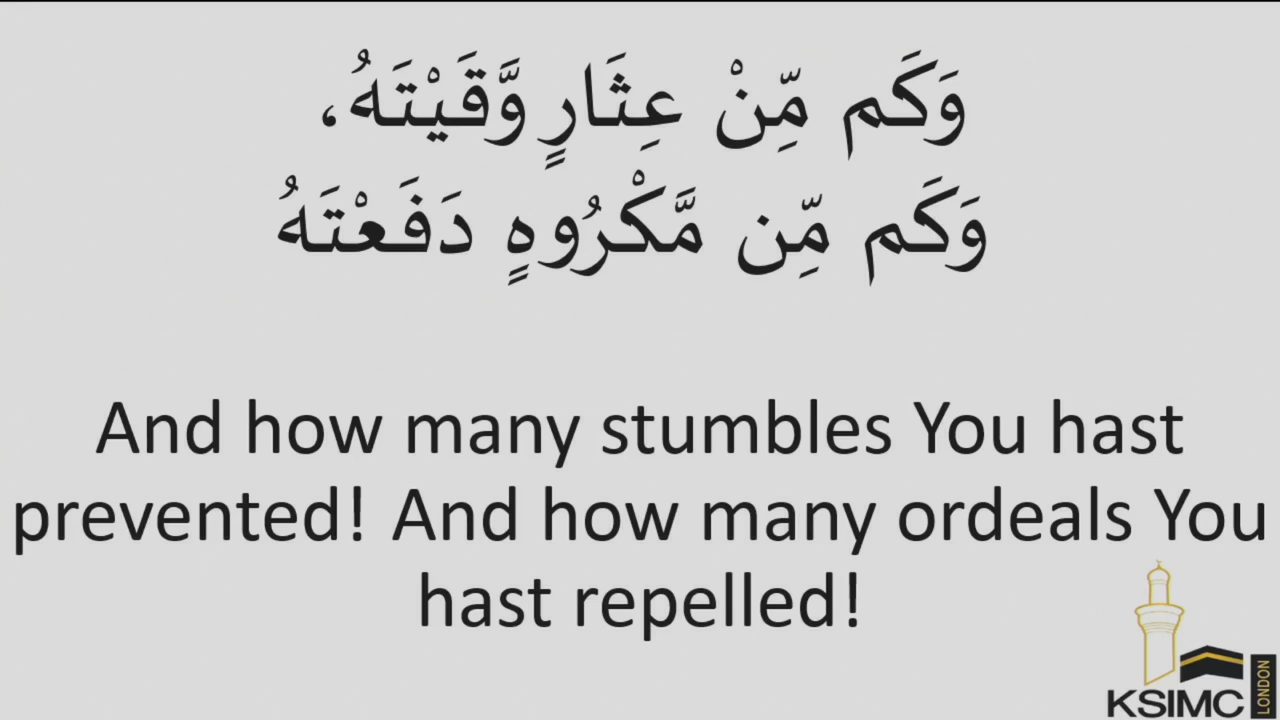 وَكَم مِّنْ عِثَارٍ وَّقَيْتَهُ،
وَكَم مِّن مَّكْرُوهٍ دَفَعْتَهُ
And how many stumbles You hast
prevented! And how many ordeals You
hast repelled!
KSIMC
LONDON